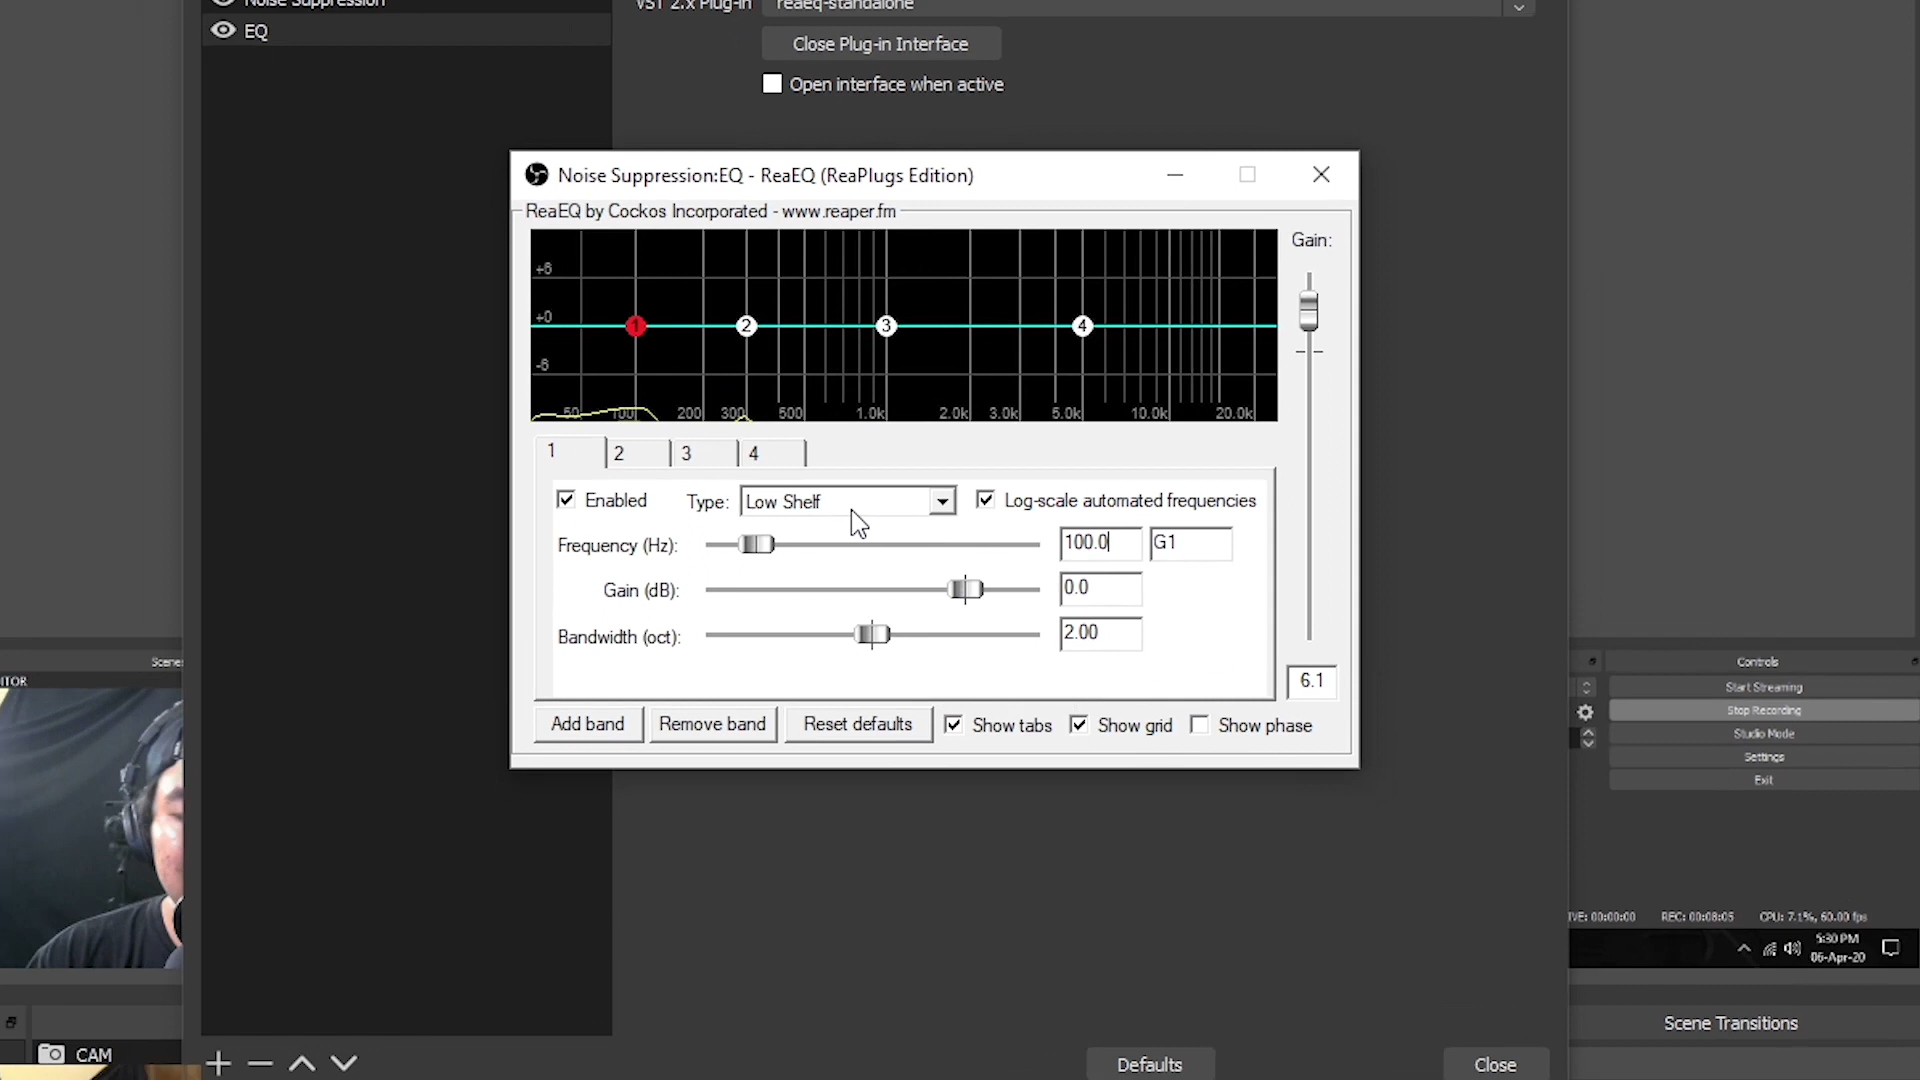 Noise Suppression
EQ
VST 2.x Plug-in
reaeq-standalone
Close Plug-in Interface
Open interface when active
Noise Suppression:EQ - ReaEQ (ReaPlugs Edition)
ReaEQ by Cockos Incorporated - www.reaper.fm
Gain:
+6
+0
-6
1 2 3 4
50 100 200 300 500 1.0k 2.0k 3.0k 5.0k 10.0k 20.0k
1 2 3 4
Enabled Type: Low Shelf Log-scale automated frequencies
Frequency (Hz): 100.0 G1
Gain (dB): 0.0
Bandwidth (oct): 2.00
6.1
Add band Remove band Reset defaults Show tabs Show grid Show phase
Scenes
ITOR
Controls
Start Streaming
Stop Recording
Studio Mode
Settings
Exit
IVE: 00:00:00 REC: 00:08:05 CPU: 7.1%, 60.00 fps
5:30 PM
06-Apr-20
Scene Transitions
CAM
Defaults
Close